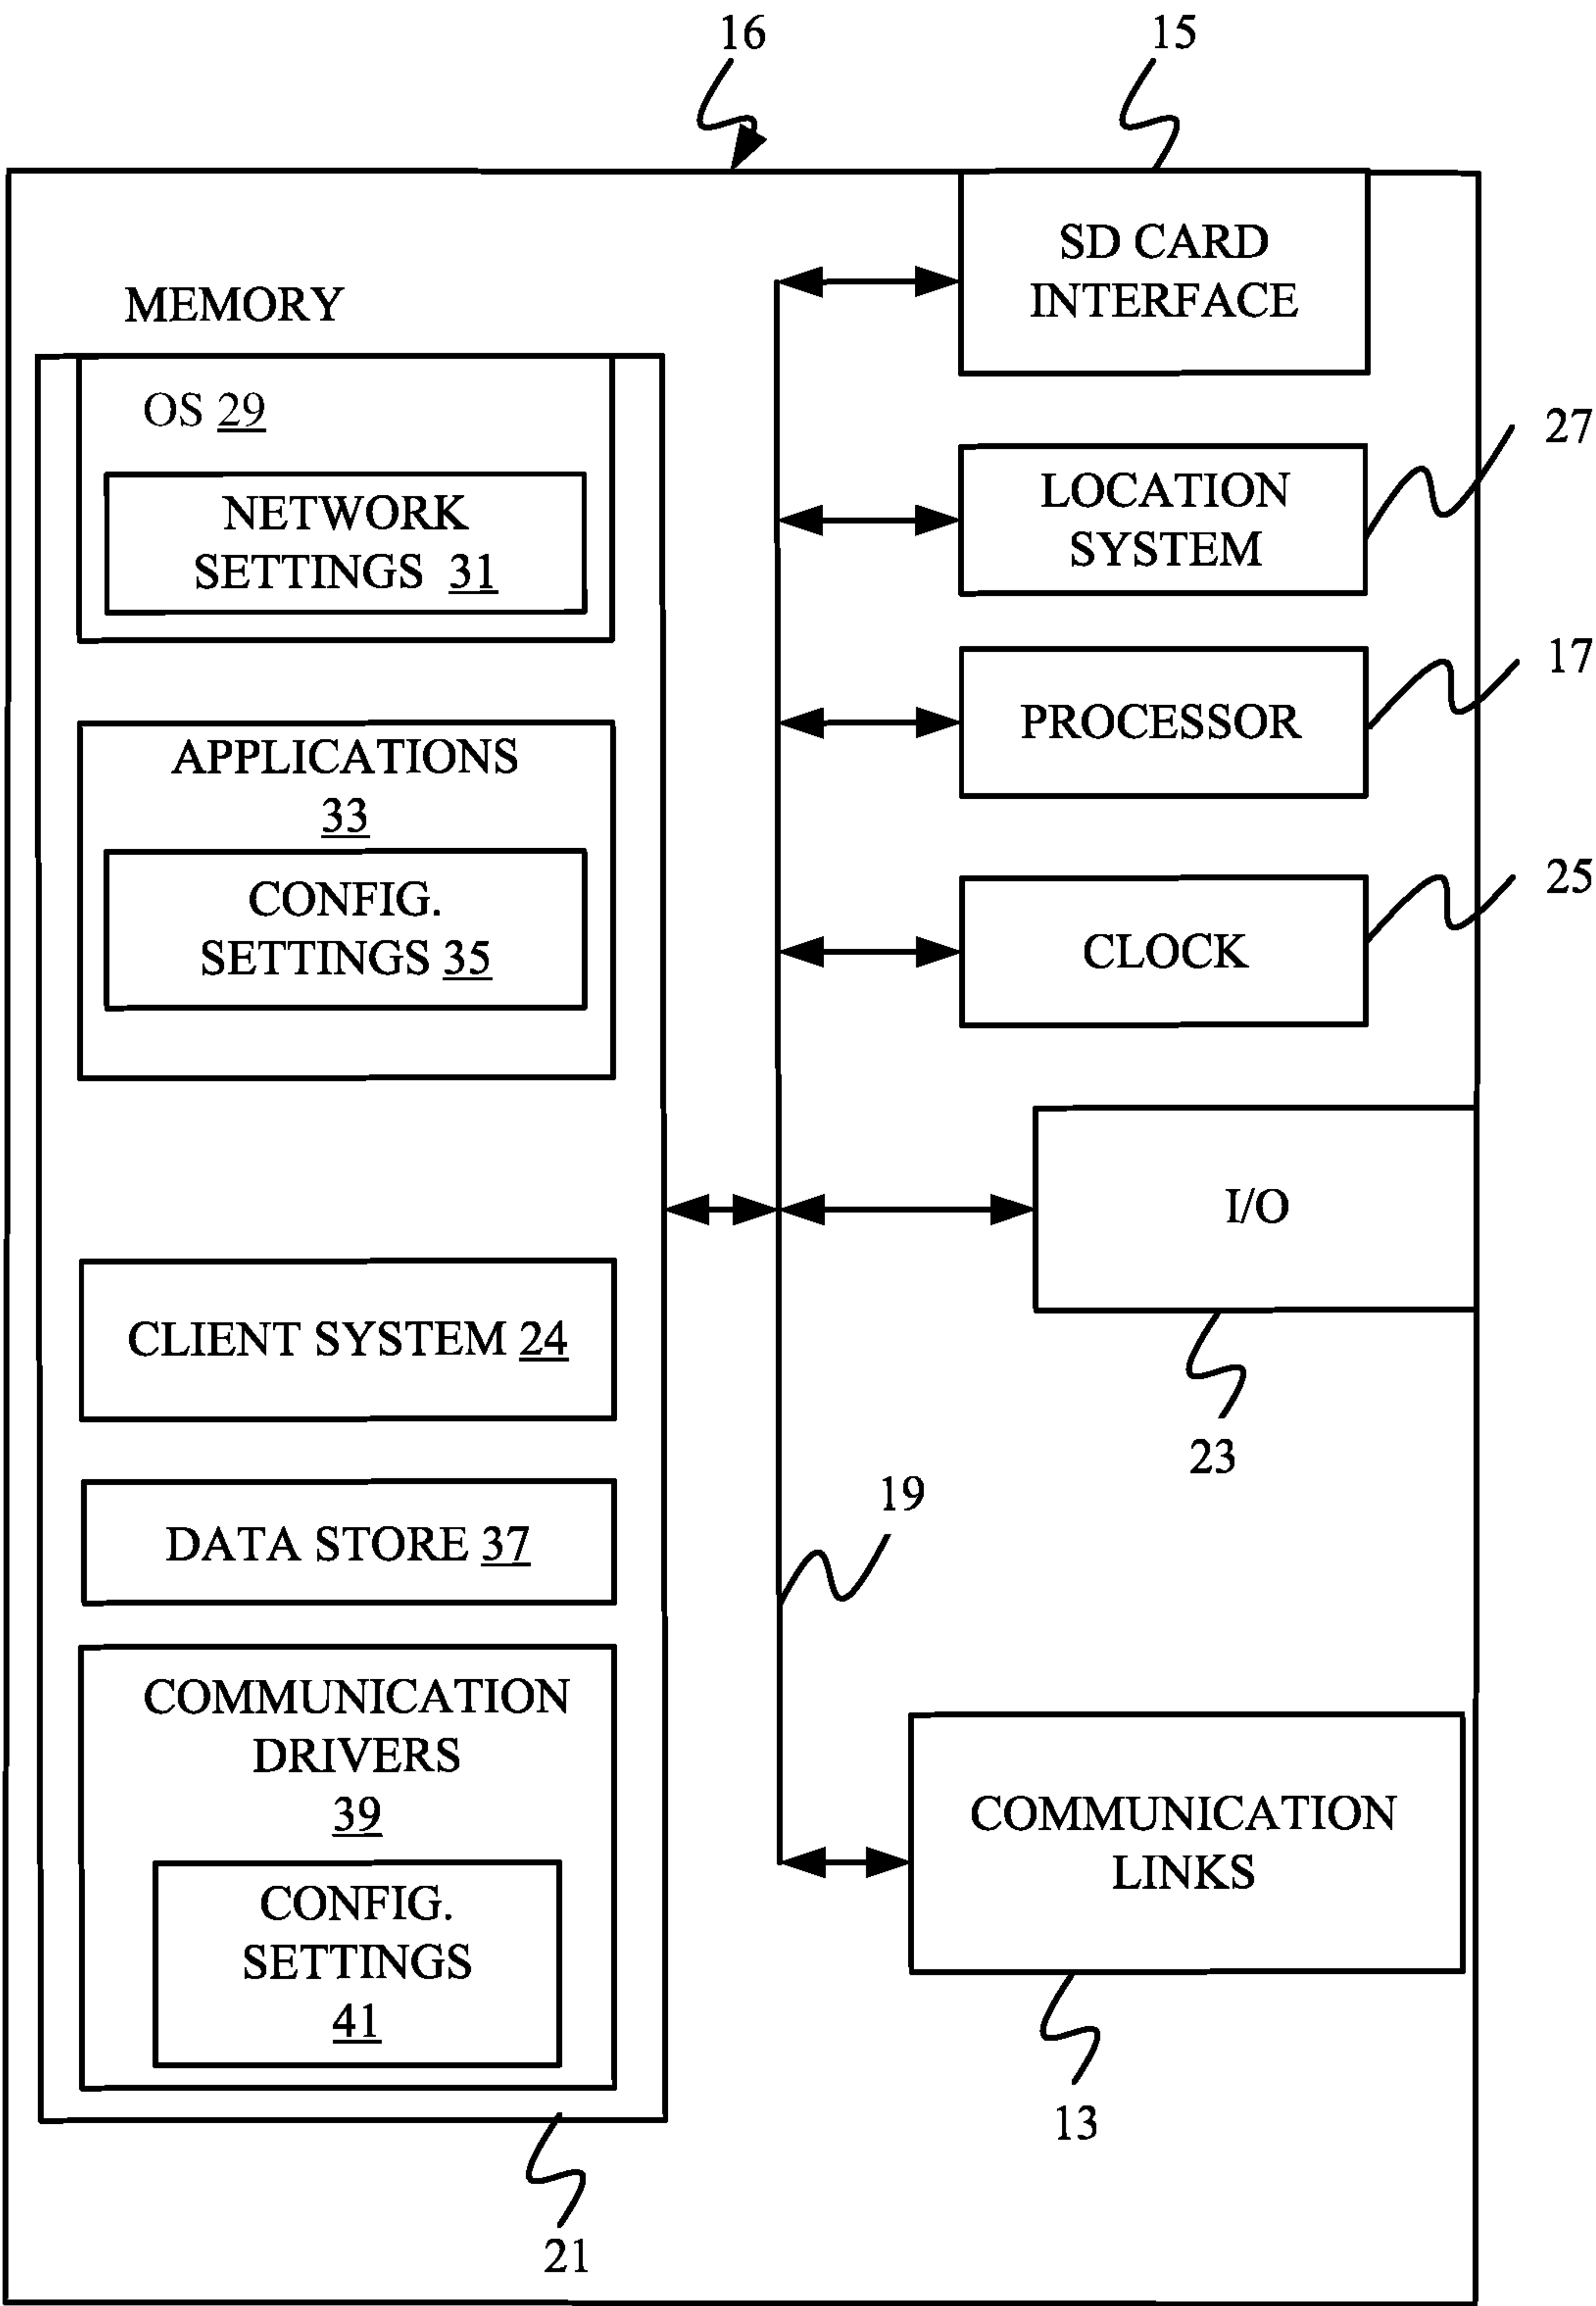 16
15
SD CARD
INTERFACE
MEMORY
OS 29
NETWORK
SETTINGS 31
27
LOCATION
SYSTEM
17
PROCESSOR
APPLICATIONS
33
CONFIG.
SETTINGS 35
25
CLOCK
I/O
23
CLIENT SYSTEM 24
19
DATA STORE 37
COMMUNICATION
DRIVERS
39
CONFIG.
SETTINGS
41
COMMUNICATION
LINKS
13
21